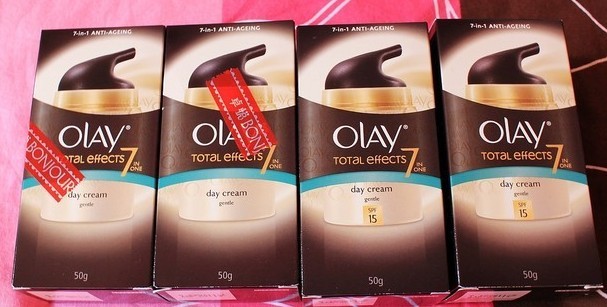 7-in-1 ANTI-AGEING
OLAY®
TOTAL effects 7 IN ONE
BONJOUR
day cream
gentle
50g
7-in-1 ANTI-AGEING
OLAY
TOTAL effects 7 IN ONE
卓悅 BON
day cream
gentle
50g
7-in-1 ANTI-AGEING
OLAY®
TOTAL effects 7 IN ONE
day cream
gentle
SPF
15
50g
7-in-1 ANTI-AGEING
OLAY®
TOTAL effects 7 IN ONE
day cream
gentle
SPF
15
50g